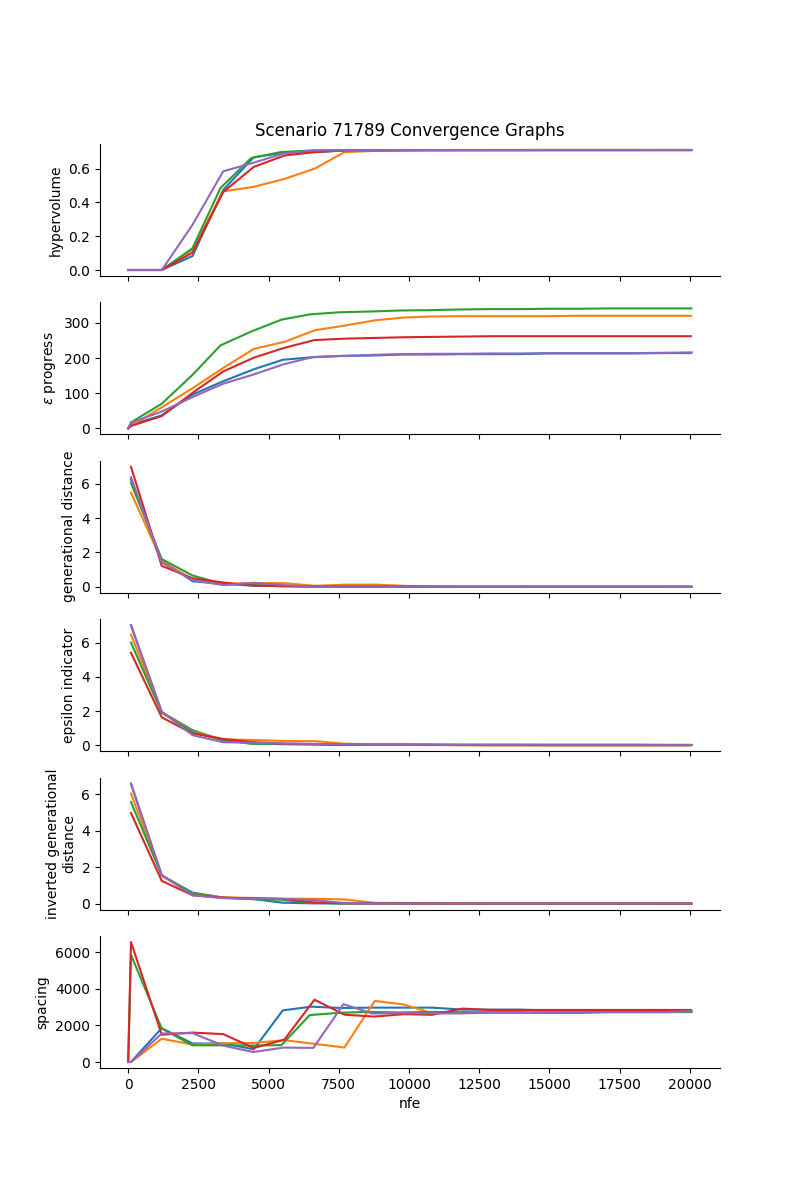 Scenario 71789 Convergence Graphs
hypervolume
0.6
0.4
0.2
0.0
ε progress
300
200
100
0
generational distance
6
4
2
0
epsilon indicator
6
4
2
0
inverted generational
distance
6
4
2
0
spacing
6000
4000
2000
0
0 2500 5000 7500 10000 12500 15000 17500 20000
nfe